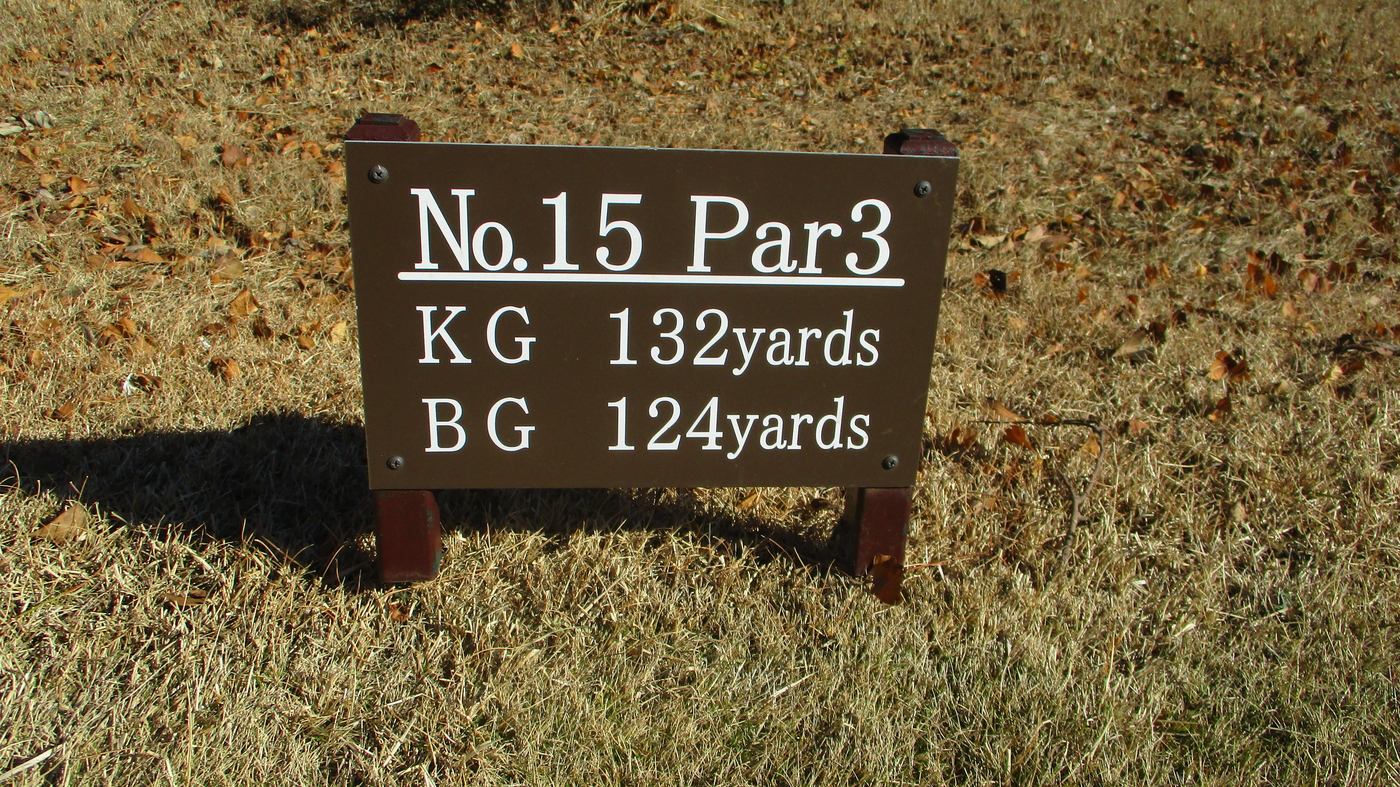 No.15 Par3
KG 132yards
BG 124yards